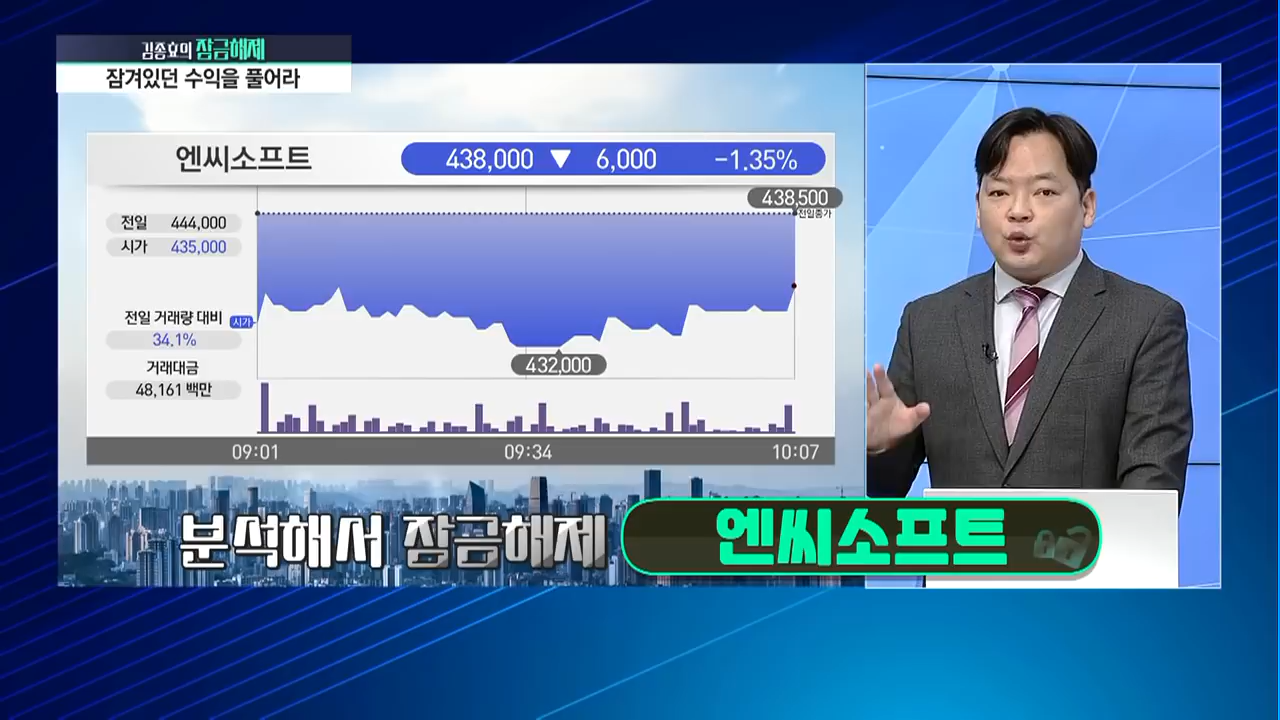 김종효의 잠금해제
잠겨있던 수익을 풀어라
엔씨소프트
438,000 ▼ 6,000 -1.35%
438,500
전일종가
전일 444,000
시가 435,000
전일 거래량 대비
시가
34.1%
거래대금
48,161 백만
432,000
09:01 09:34 10:07
분석해서 잠금해제
엔씨소프트